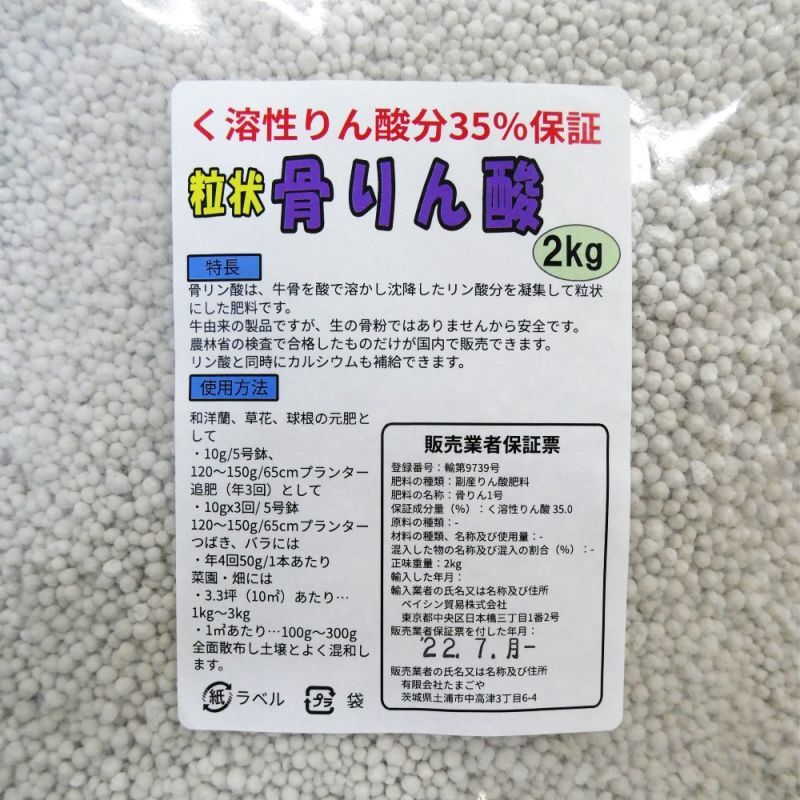 く溶性りん酸分35%保証
粒状 骨りん酸
2kg
特長
骨リン酸は、牛骨を酸で溶かし沈降したリン酸分を凝集して粒状
にした肥料です。
牛由来の製品ですが、生の骨粉ではありませんから安全です。
農林省の検査で合格したものだけが国内で販売できます。
リン酸と同時にカルシウムも補給できます。
使用方法
和洋蘭、草花、球根の元肥と
して
・10g/5号鉢、
120〜150g/65cmプランター
追肥（年3回）として
・10gx3回/ 5号鉢
120〜150g/65cmプランター
つばき、バラには
・年4回50g/1本あたり
菜園・畑には
・3.3坪（10㎡）あたり…
1kg〜3kg
・1㎡あたり…100g〜300g
全面散布し土壌とよく混和し
ます。
紙 ラベル プラ 袋
販売業者保証票
登録番号：輸第9739号
肥料の種類：副産りん酸肥料
肥料の名称：骨りん1号
保証成分量（%）：く溶性りん酸 35.0
原料の種類：-
材料の種類、名称及び使用量：-
混入した物の名称及び混入の割合（%）：-
正味重量：2kg
輸入した年月：
輸入業者の氏名又は名称及び住所
ペイシン貿易株式会社
東京都中央区日本橋三丁目1番2号
販売業者保証票を付した年月：
'22.7.月-
販売業者の氏名又は名称及び住所
有限会社たまごや
茨城県土浦市中高津3丁目6-4